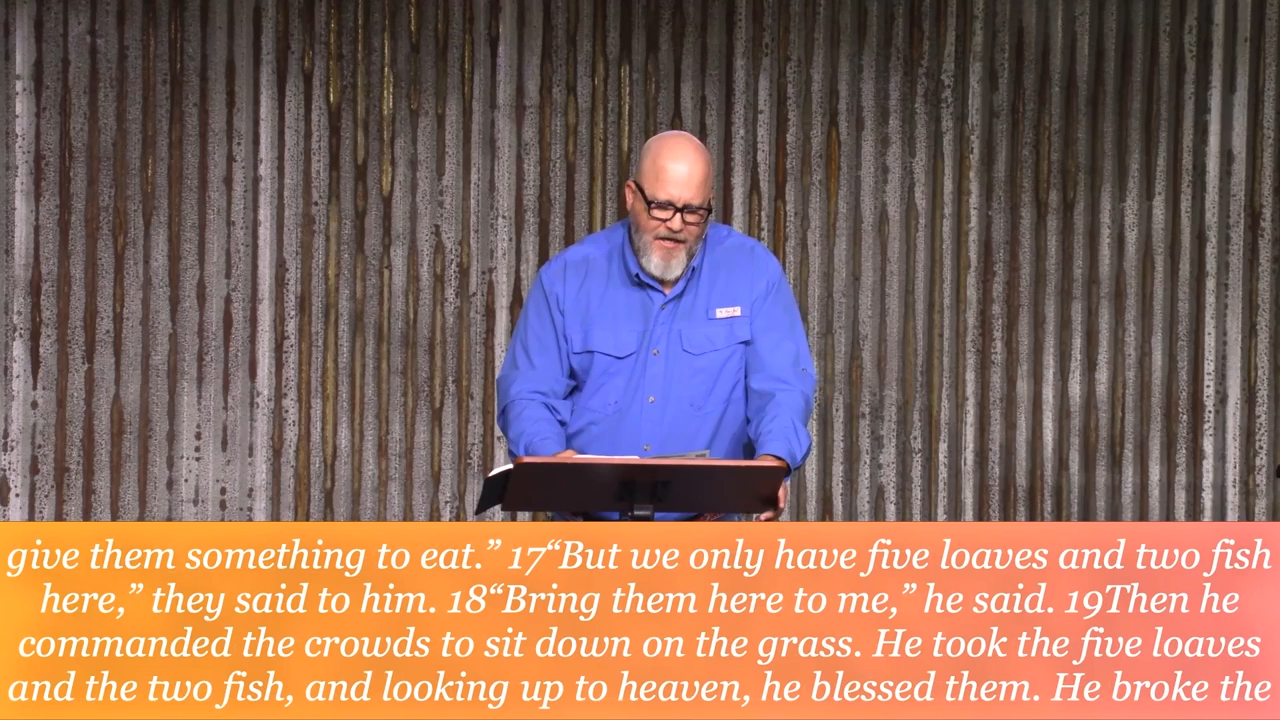 give them something to eat.” 17“But we only have five loaves and two fish
here,” they said to him. 18“Bring them here to me,” he said. 19Then he
commanded the crowds to sit down on the grass. He took the five loaves
and the two fish, and looking up to heaven, he blessed them. He broke the